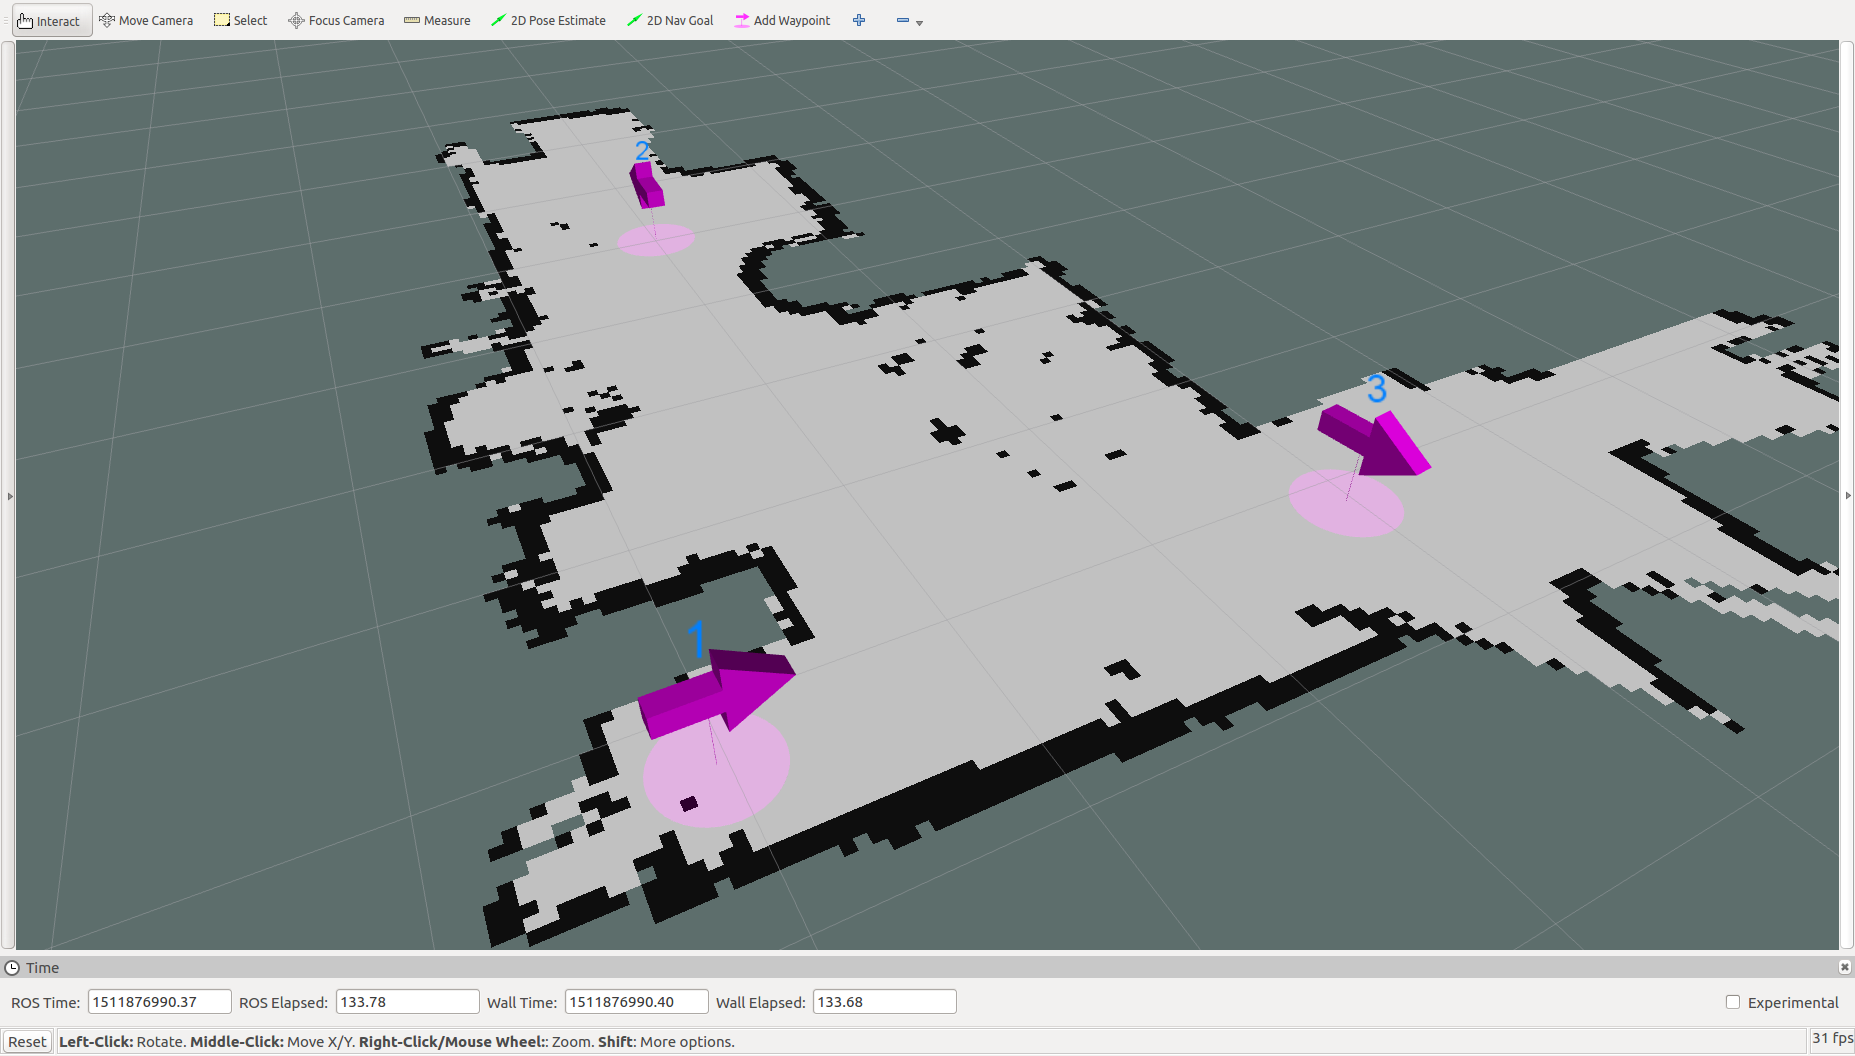 Interact Move Camera Select Focus Camera Measure 2D Pose Estimate 2D Nav Goal Add Waypoint
2
3
1
Time
ROS Time: 1511876990.37 ROS Elapsed: 133.78 Wall Time: 1511876990.40 Wall Elapsed: 133.68 Experimental
Reset Left-Click: Rotate. Middle-Click: Move X/Y. Right-Click/Mouse Wheel:: Zoom. Shift: More options. 31 fps